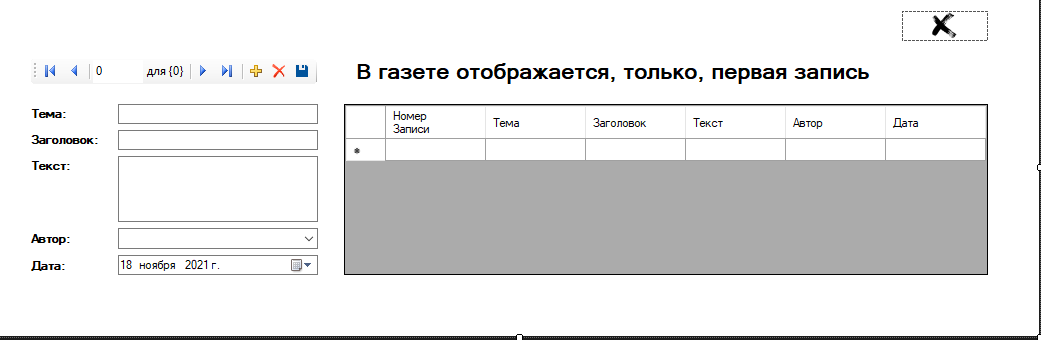 0 для {0}
В газете отображается, только, первая запись
Тема:
Заголовок:
Текст:
Автор:
Дата:
18 ноября 2021 г.
Номер
Записи
Тема
Заголовок
Текст
Автор
Дата